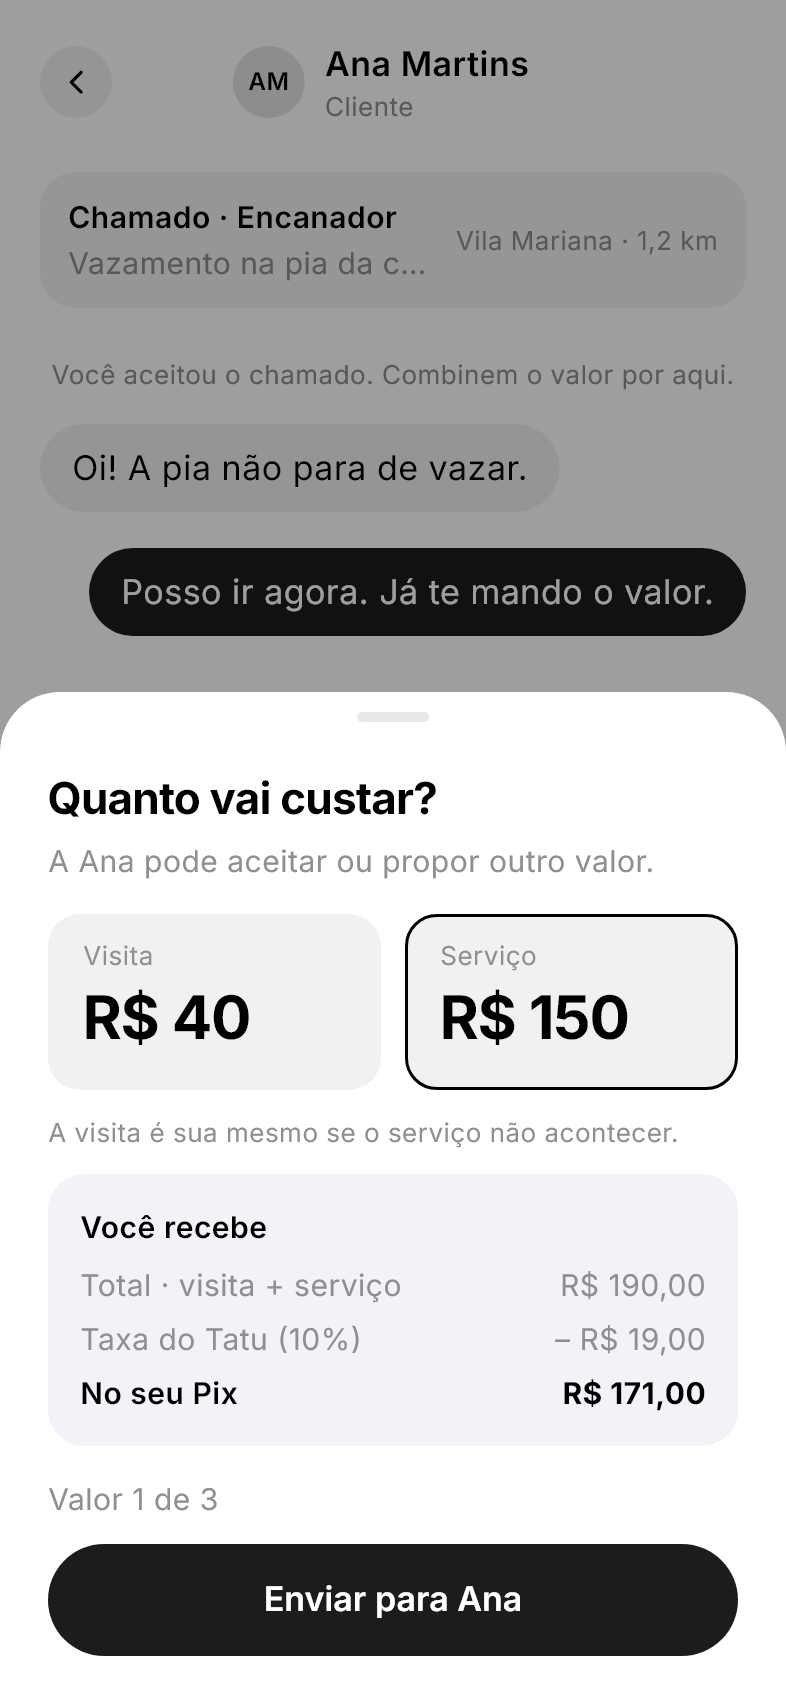 AM
Ana Martins
Cliente
Chamado · Encanador
Vazamento na pia da c...
Vila Mariana · 1,2 km
Você aceitou o chamado. Combinem o valor por aqui.
Oi! A pia não para de vazar.
Posso ir agora. Já te mando o valor.
Quanto vai custar?
A Ana pode aceitar ou propor outro valor.
Visita
R$ 40
Serviço
R$ 150
A visita é sua mesmo se o serviço não acontecer.
Você recebe
Total · visita + serviço R$ 190,00
Taxa do Tatu (10%) – R$ 19,00
No seu Pix R$ 171,00
Valor 1 de 3
Enviar para Ana